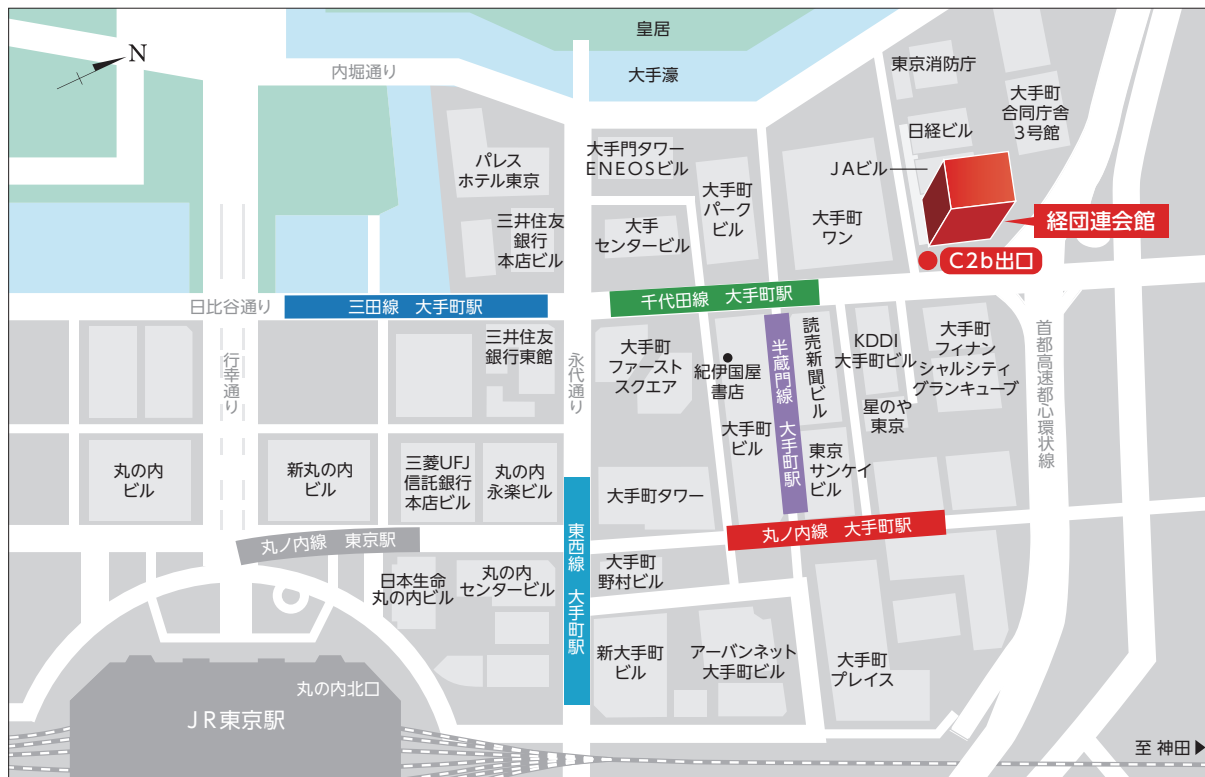 皇居
N
内堀通り
大手濠
東京消防庁
大手町
合同庁舎
3号館
日経ビル
JAビル
経団連会館
C2b出口
パレス
ホテル東京
大手門タワー
ENEOSビル
大手町
パーク
ビル
大手町
ワン
三井住友
銀行
本店ビル
大手
センタービル
日比谷通り
三田線 大手町駅
千代田線 大手町駅
行幸通り
三井住友
銀行東館
永代通り
大手町
ファースト
スクエア
紀伊国屋
書店
半蔵門線 大手町駅
読売新聞ビル
KDDI
大手町ビル
大手町
フィナン
シャルシティ
グランキューブ
首都高速都心環状線
星のや
東京
大手町
ビル
東京
サンケイ
ビル
丸の内
ビル
新丸の内
ビル
三菱UFJ
信託銀行
本店ビル
丸の内
永楽ビル
大手町タワー
丸ノ内線 東京駅
東西線 大手町駅
丸ノ内線 大手町駅
日本生命
丸の内ビル
丸の内
センタービル
大手町
野村ビル
新大手町
ビル
アーバンネット
大手町ビル
大手町
プレイス
丸の内北口
JR東京駅
至 神田▶